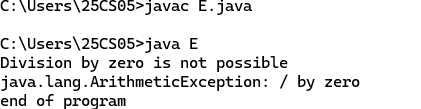 C:\Users\25CS05>javac E.java
C:\Users\25CS05>java E
Division by zero is not possible
java.lang.ArithmeticException: / by zero
end of program